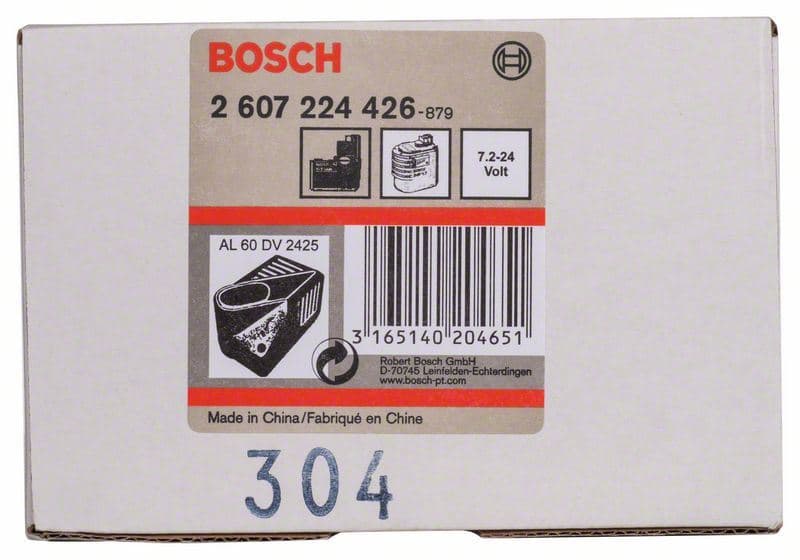 BOSCH
2 607 224 426-879
7.2-24
Volt
AL 60 DV 2425
3 165140 204651
Robert Bosch GmbH
D-70745 Leinfelden-Echterdingen
www.bosch-pt.com
Made in China/Fabriqué en Chine
304